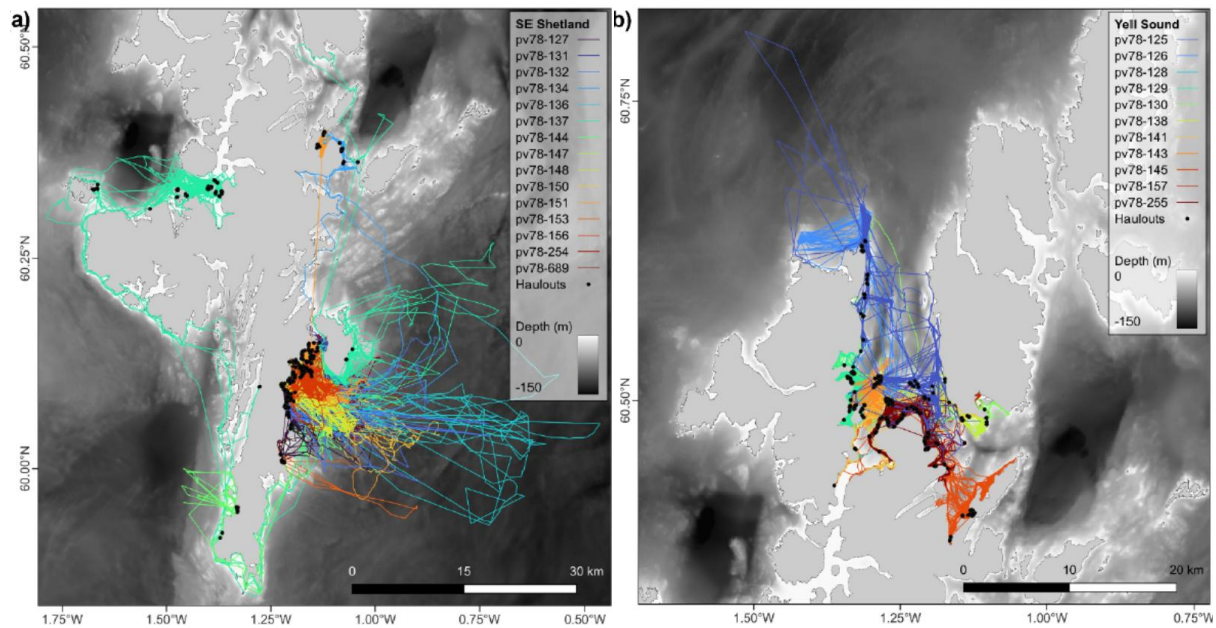 a)
SE Shetland
pv78-127
pv78-131
pv78-132
pv78-134
pv78-136
pv78-137
pv78-144
pv78-147
pv78-148
pv78-150
pv78-151
pv78-153
pv78-156
pv78-254
pv78-689
Haulouts
Depth (m)
0
-150
60.50°N
60.25°N
60.00°N
0 15 30 km
1.75°W 1.50°W 1.25°W 1.00°W 0.75°W 0.50°W
b)
Yell Sound
pv78-125
pv78-126
pv78-128
pv78-129
pv78-130
pv78-138
pv78-141
pv78-143
pv78-145
pv78-157
pv78-255
Haulouts
Depth (m)
0
-150
60.75°N
60.50°N
0 10 20 km
1.50°W 1.25°W 1.00°W 0.75°W